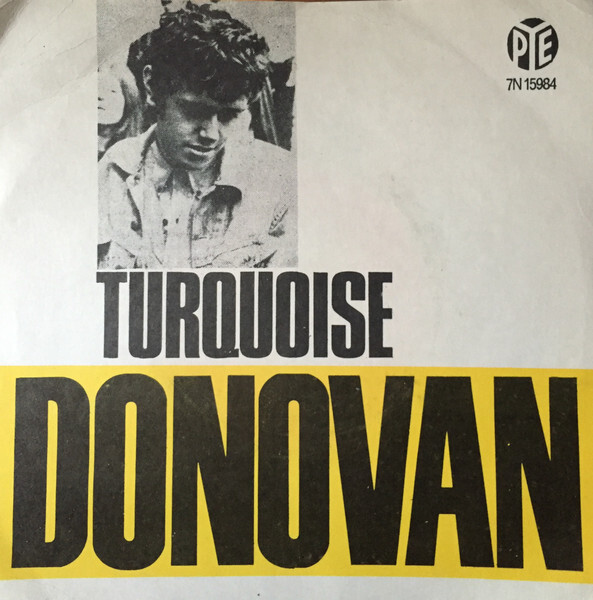 PYE
7N 15984
TURQUOISE
DONOVAN